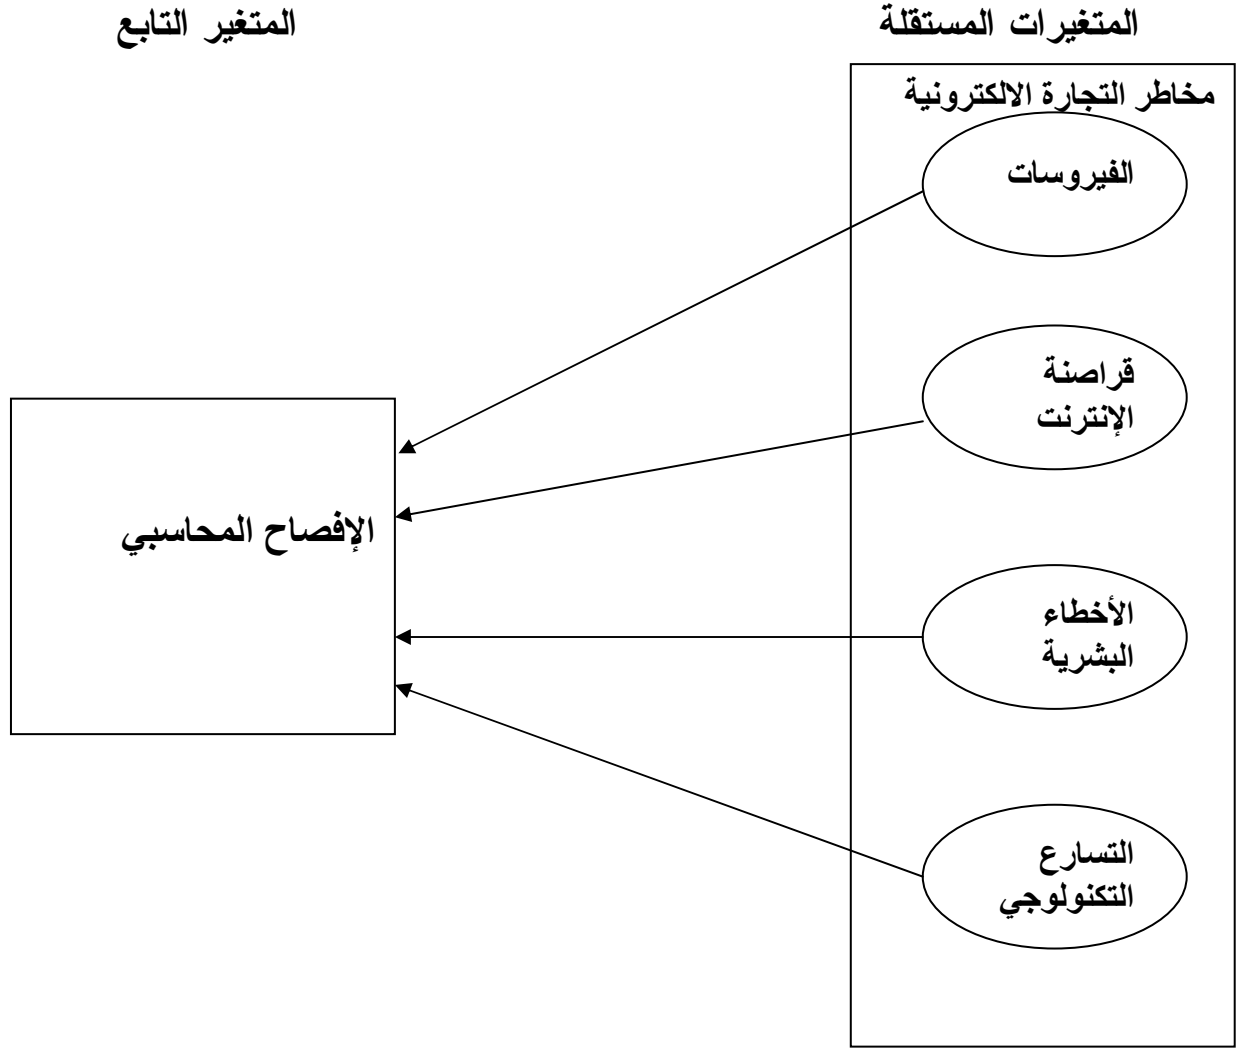 المتغيرات المستقلة
المتغير التابع
مخاطر التجارة الالكترونية
الفيروسات
قراصنة
الإنترنت
الإفصاح المحاسبي
الأخطاء
البشرية
التسارع
التكنولوجي